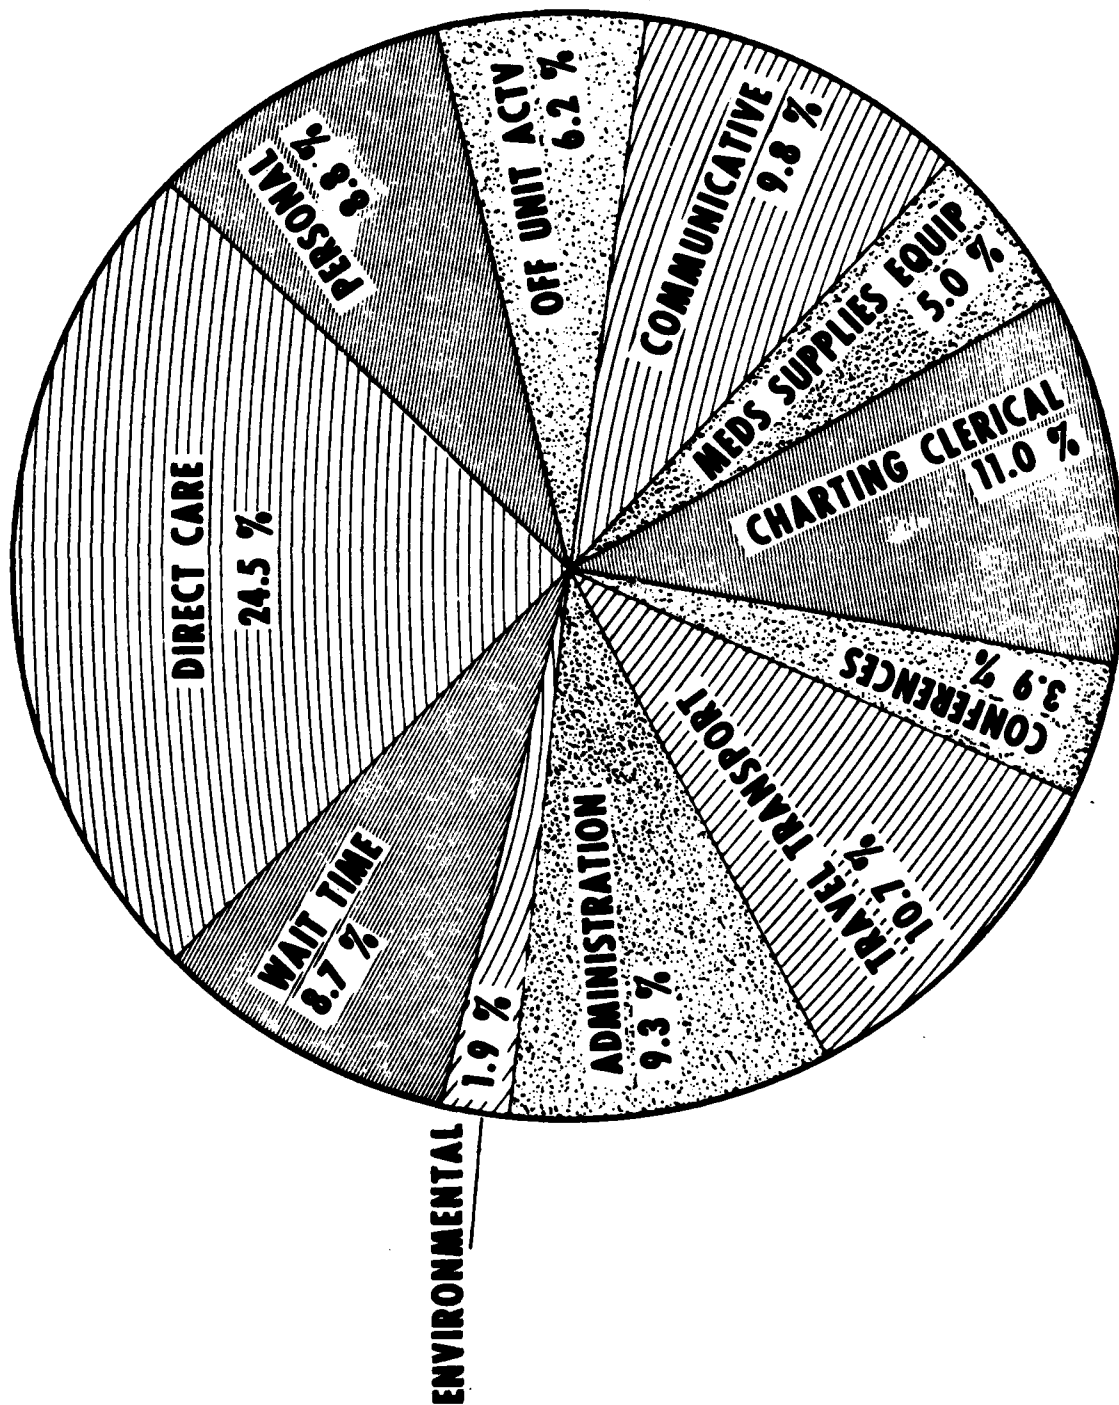 DIRECT CARE
24.5 %
PERSONAL
8.8 %
OFF UNIT ACTV
6.2 %
COMMUNICATIVE
9.8 %
MEDS SUPPLIES EQUIP
5.0 %
CHARTING CLERICAL
11.0 %
CONFERENCES
3.9 %
TRAVEL TRANSPORT
10.7 %
ADMINISTRATION
9.3 %
ENVIRONMENTAL
1.9 %
WAIT TIME
8.7 %